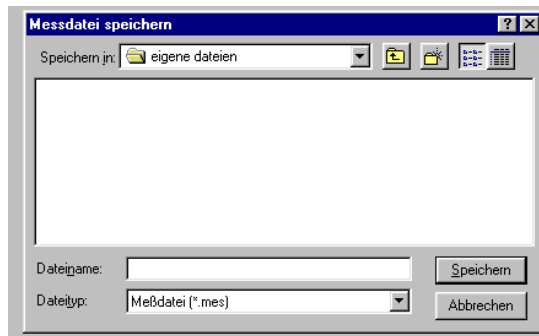 Messdatei speichern
Speichern in: eigene dateien
Dateiname: Speichern
Dateityp: Meßdatei (*.mes) Abbrechen